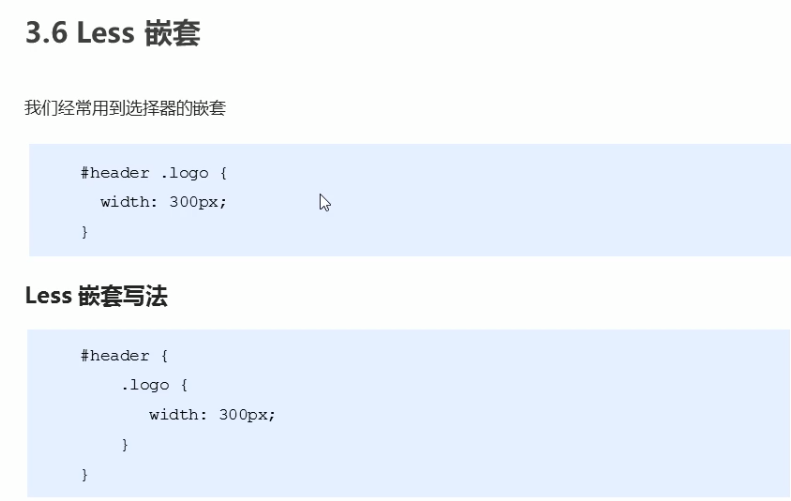 3.6 Less 嵌套
我们经常用到选择器的嵌套
#header .logo {
  width: 300px;
}
Less 嵌套写法
#header {
    .logo {
       width: 300px;
    }
}